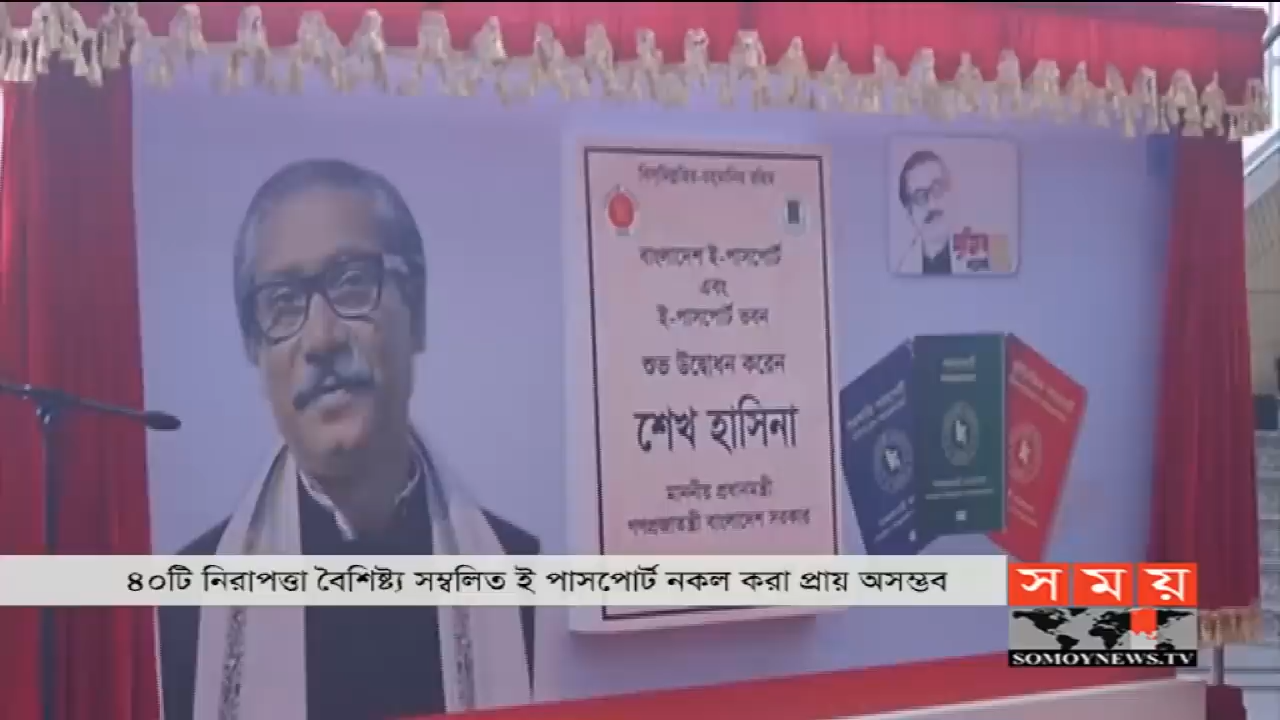 বাংলাদেশ ই-পাসপোর্ট
এবং
ই-পাসপোর্ট ভবন
শুভ উদ্বোধন করেন
শেখ হাসিনা
মাননীয় প্রধানমন্ত্রী
গণপ্রজাতন্ত্রী বাংলাদেশ সরকার
৪০টি নিরাপত্তা বৈশিষ্ট্য সম্বলিত ই পাসপোর্ট নকল করা প্রায় অসম্ভব
সময়
SOMOYNEWS.TV